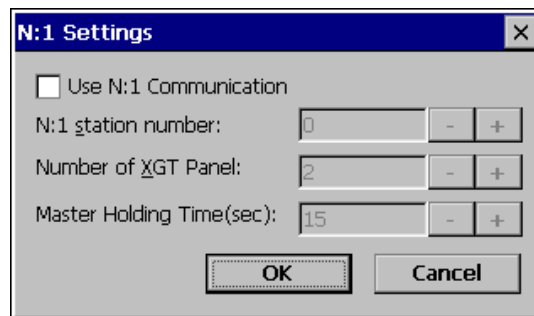 N:1 Settings
Use N:1 Communication
N:1 station number: 0 - +
Number of XGT Panel: 2 - +
Master Holding Time(sec): 15 - +
OK Cancel